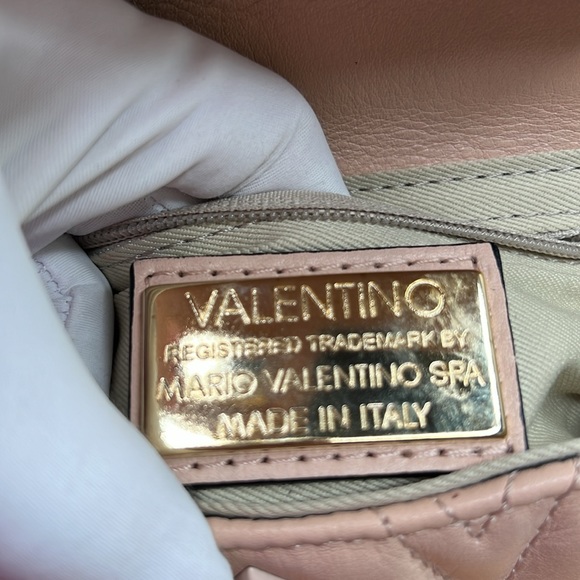 VALENTINO
REGISTERED TRADEMARK BY
MARIO VALENTINO SPA
MADE IN ITALY